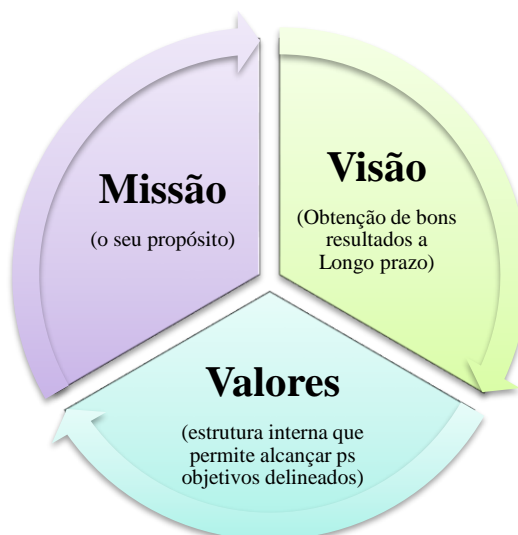 Missão
(o seu propósito)
Visão
(Obtenção de bons
resultados a
Longo prazo)
Valores
(estrutura interna que
permite alcançar ps
objetivos delineados)